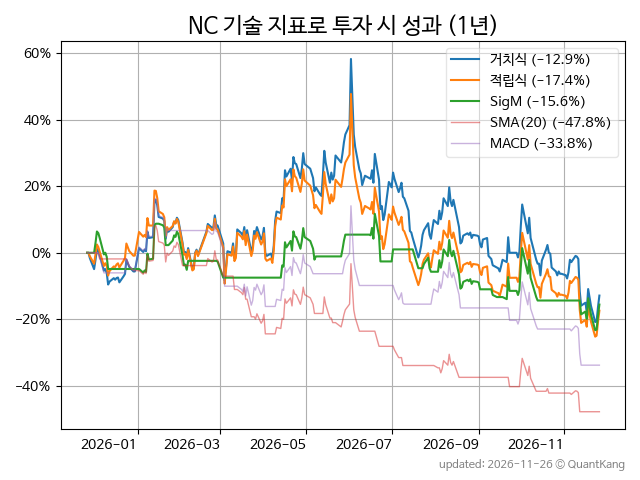 NC 기술 지표로 투자 시 성과 (1년)
60%
40%
20%
0%
−20%
−40%
거치식 (−12.9%)
적립식 (−17.4%)
SigM (−15.6%)
SMA(20) (−47.8%)
MACD (−33.8%)
2026-01
2026-03
2026-05
2026-07
2026-09
2026-11
updated: 2026-11-26 © QuantKang